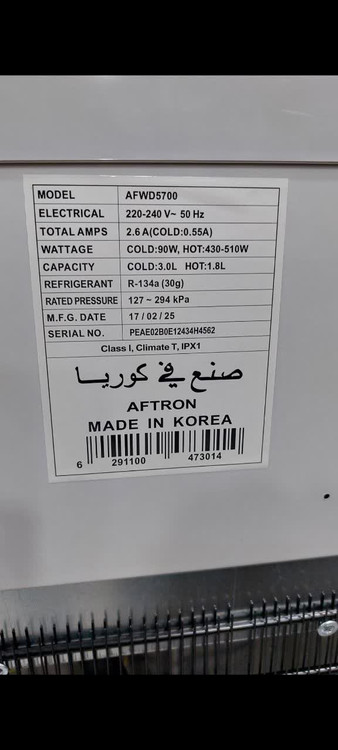 MODEL AFWD5700
ELECTRICAL 220-240 V~ 50 Hz
TOTAL AMPS 2.6 A(COLD:0.55A)
WATTAGE COLD:90W, HOT:430-510W
CAPACITY COLD:3.0L HOT:1.8L
REFRIGERANT R-134a (30g)
RATED PRESSURE 127 ~ 294 kPa
M.F.G. DATE 17 / 02 / 25
SERIAL NO. PEAE02B0E12434H4562
Class I, Climate T, IPX1
صنع في كوريا
AFTRON
MADE IN KOREA
6 291100 473014